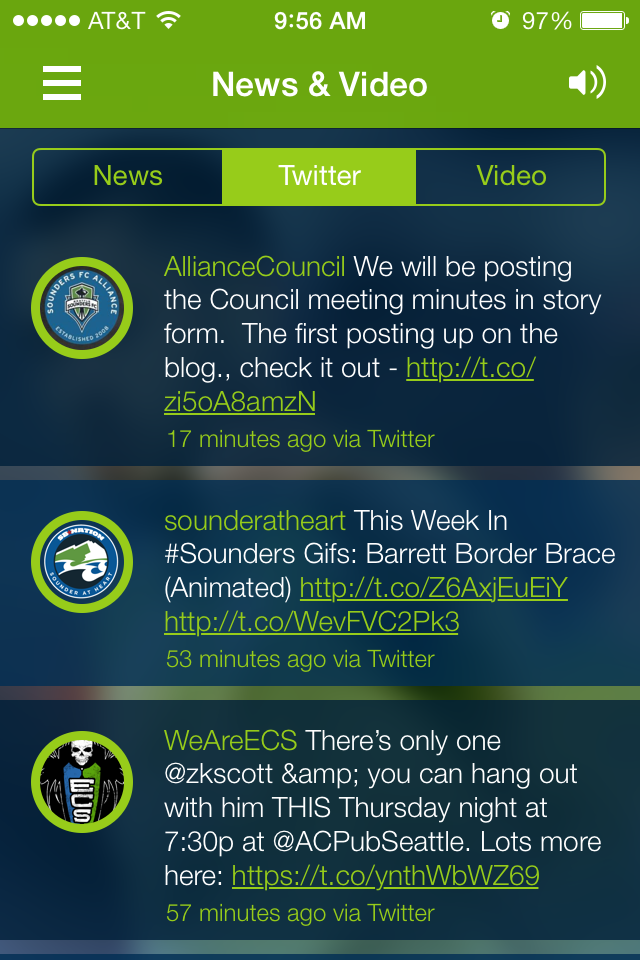 AT&T 9:56 AM 97%
News & Video
News Twitter Video
SOUNDERS FC ALLIANCE
SOUNDERS FC
ESTABLISHED 2008
AllianceCouncil We will be posting
the Council meeting minutes in story
form.  The first posting up on the
blog., check it out - http://t.co/
zi5oA8amzN
17 minutes ago via Twitter
SB NATION
SOUNDER AT HEART
sounderatheart This Week In
#Sounders Gifs: Barrett Border Brace
(Animated) http://t.co/Z6AxjEuEiY
http://t.co/WevFVC2Pk3
53 minutes ago via Twitter
ECS
WeAreECS There’s only one
@zkscott &amp; you can hang out
with him THIS Thursday night at
7:30p at @ACPubSeattle. Lots more
here: https://t.co/ynthWbWZ69
57 minutes ago via Twitter